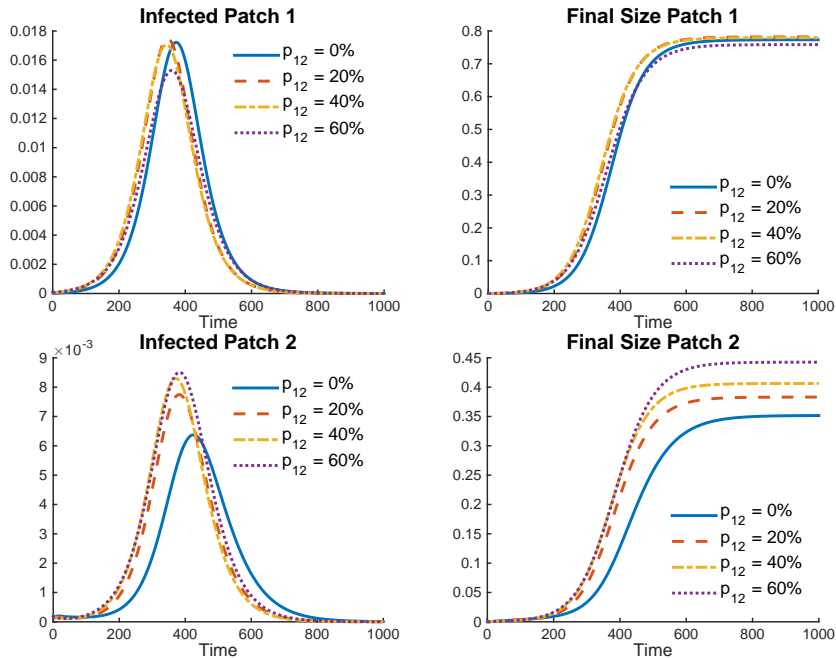 Infected Patch 1
0.018
0.016
0.014
0.012
0.01
0.008
0.006
0.004
0.002
0
p12 = 0%
p12 = 20%
p12 = 40%
p12 = 60%
0 200 400 600 800 1000
Time
Final Size Patch 1
0.8
0.7
0.6
0.5
0.4
0.3
0.2
0.1
0
p12 = 0%
p12 = 20%
p12 = 40%
p12 = 60%
0 200 400 600 800 1000
Time
Infected Patch 2
×10-3
9
8
7
6
5
4
3
2
1
0
p12 = 0%
p12 = 20%
p12 = 40%
p12 = 60%
0 200 400 600 800 1000
Time
Final Size Patch 2
0.45
0.4
0.35
0.3
0.25
0.2
0.15
0.1
0.05
0
p12 = 0%
p12 = 20%
p12 = 40%
p12 = 60%
0 200 400 600 800 1000
Time